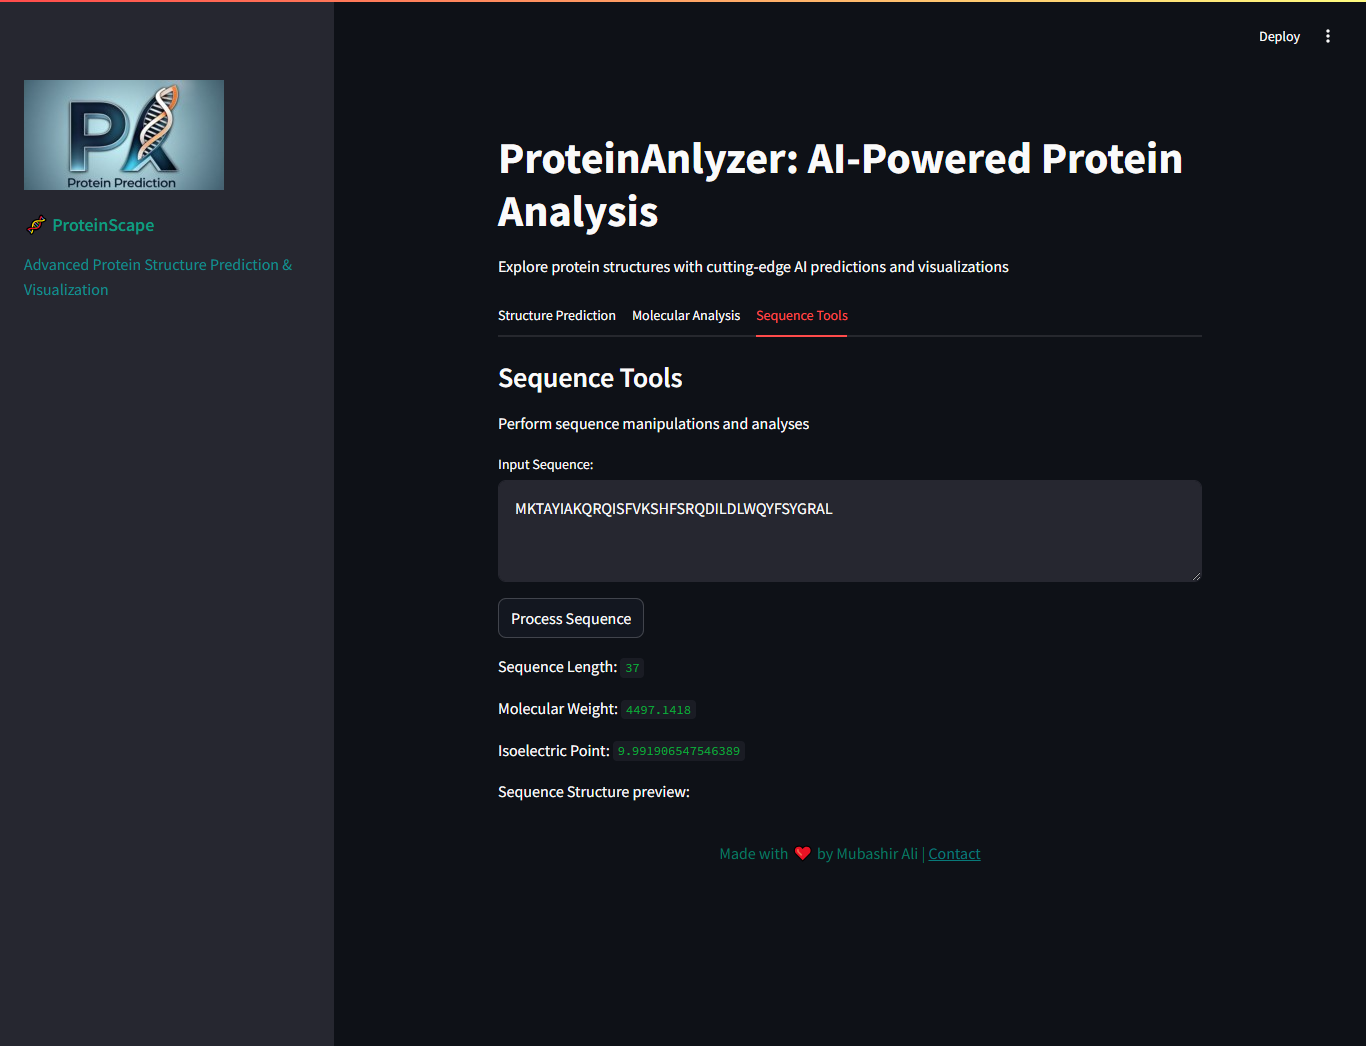 Deploy
PA
Protein Prediction
ProteinScape
Advanced Protein Structure Prediction &
Visualization
ProteinAnlyzer: AI-Powered Protein
Analysis
Explore protein structures with cutting-edge AI predictions and visualizations
Structure Prediction Molecular Analysis Sequence Tools
Sequence Tools
Perform sequence manipulations and analyses
Input Sequence:
MKTAYIAKQRQISFVKSHFSRQDILDLWQYFSYGRAL
Process Sequence
Sequence Length: 37
Molecular Weight: 4497.1418
Isoelectric Point: 9.991906547546389
Sequence Structure preview:
Made with ❤ by Mubashir Ali | Contact